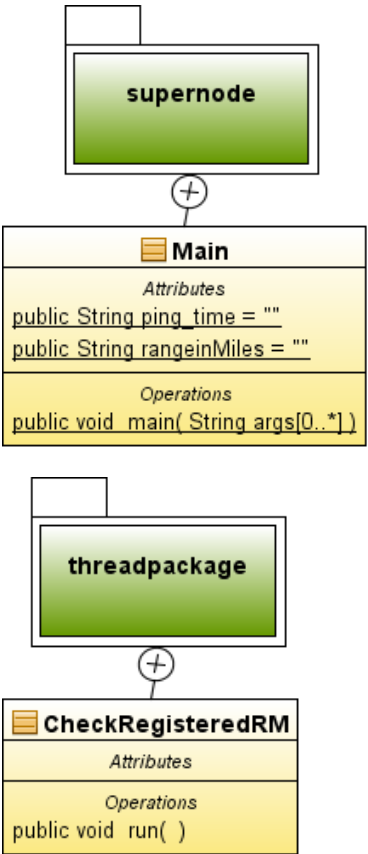 supernode
Main
Attributes
public String ping_time = ""
public String rangeinMiles = ""
Operations
public void main( String args[0..*] )
threadpackage
CheckRegisteredRM
Attributes
Operations
public void run( )